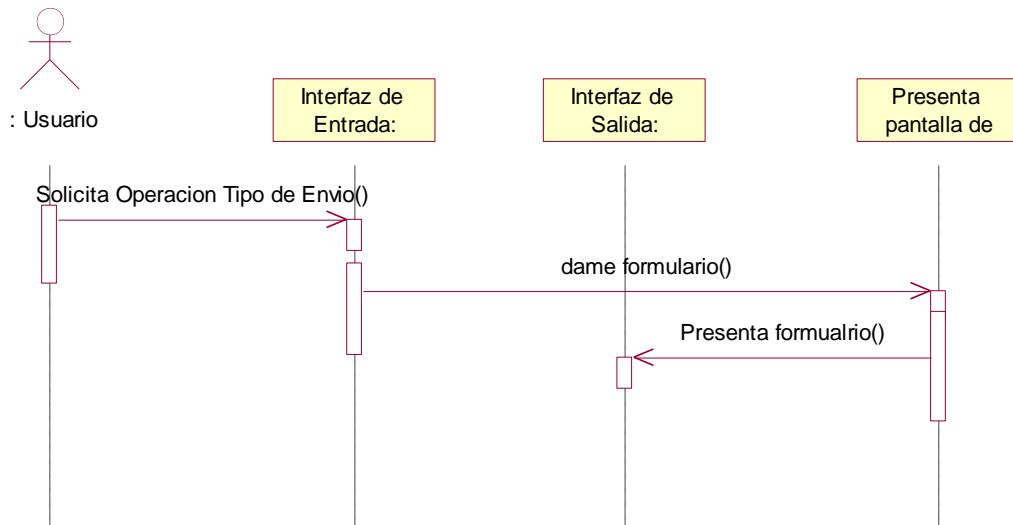 : Usuario
Interfaz de
Entrada:
Interfaz de
Salida:
Presenta
pantalla de
Solicita Operacion Tipo de Envio()
dame formulario()
Presenta formualrio()